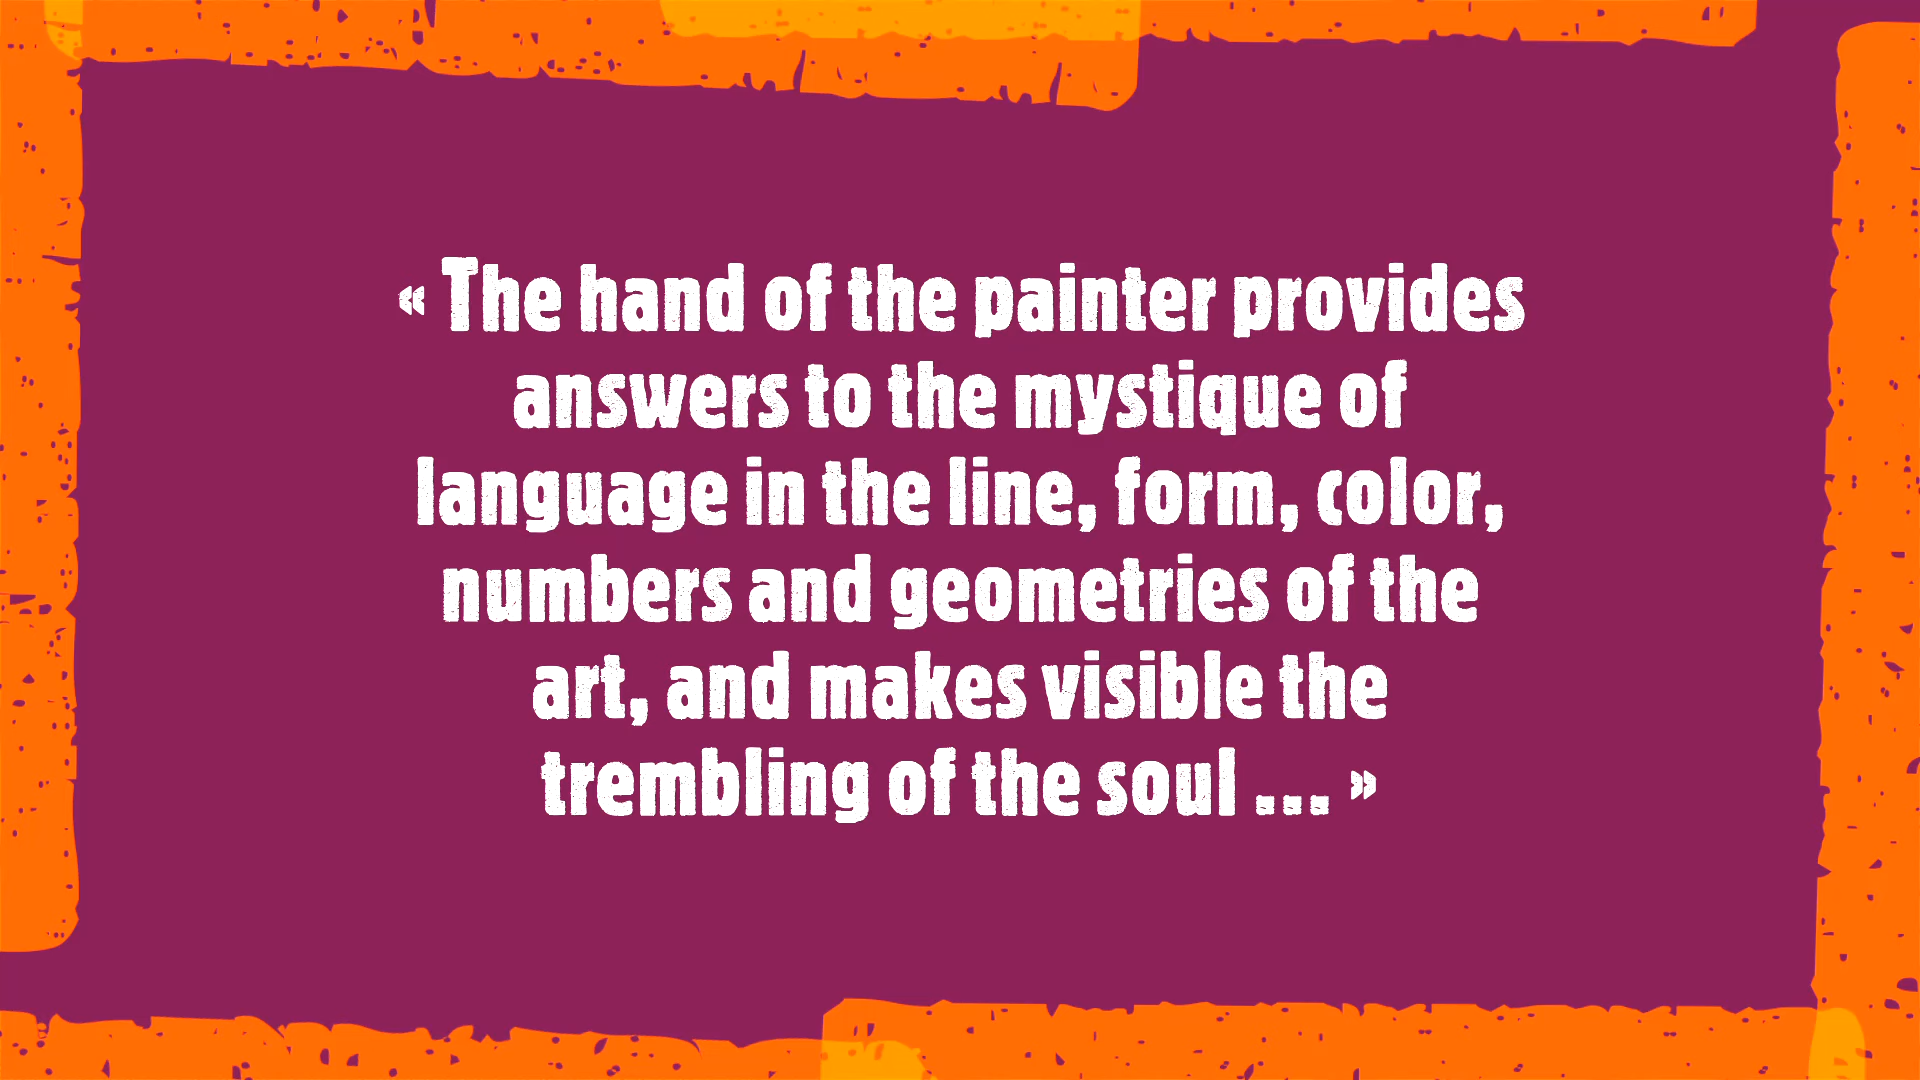 « The hand of the painter provides
answers to the mystique of
language in the line, form, color,
numbers and geometries of the
art, and makes visible the
trembling of the soul ... »